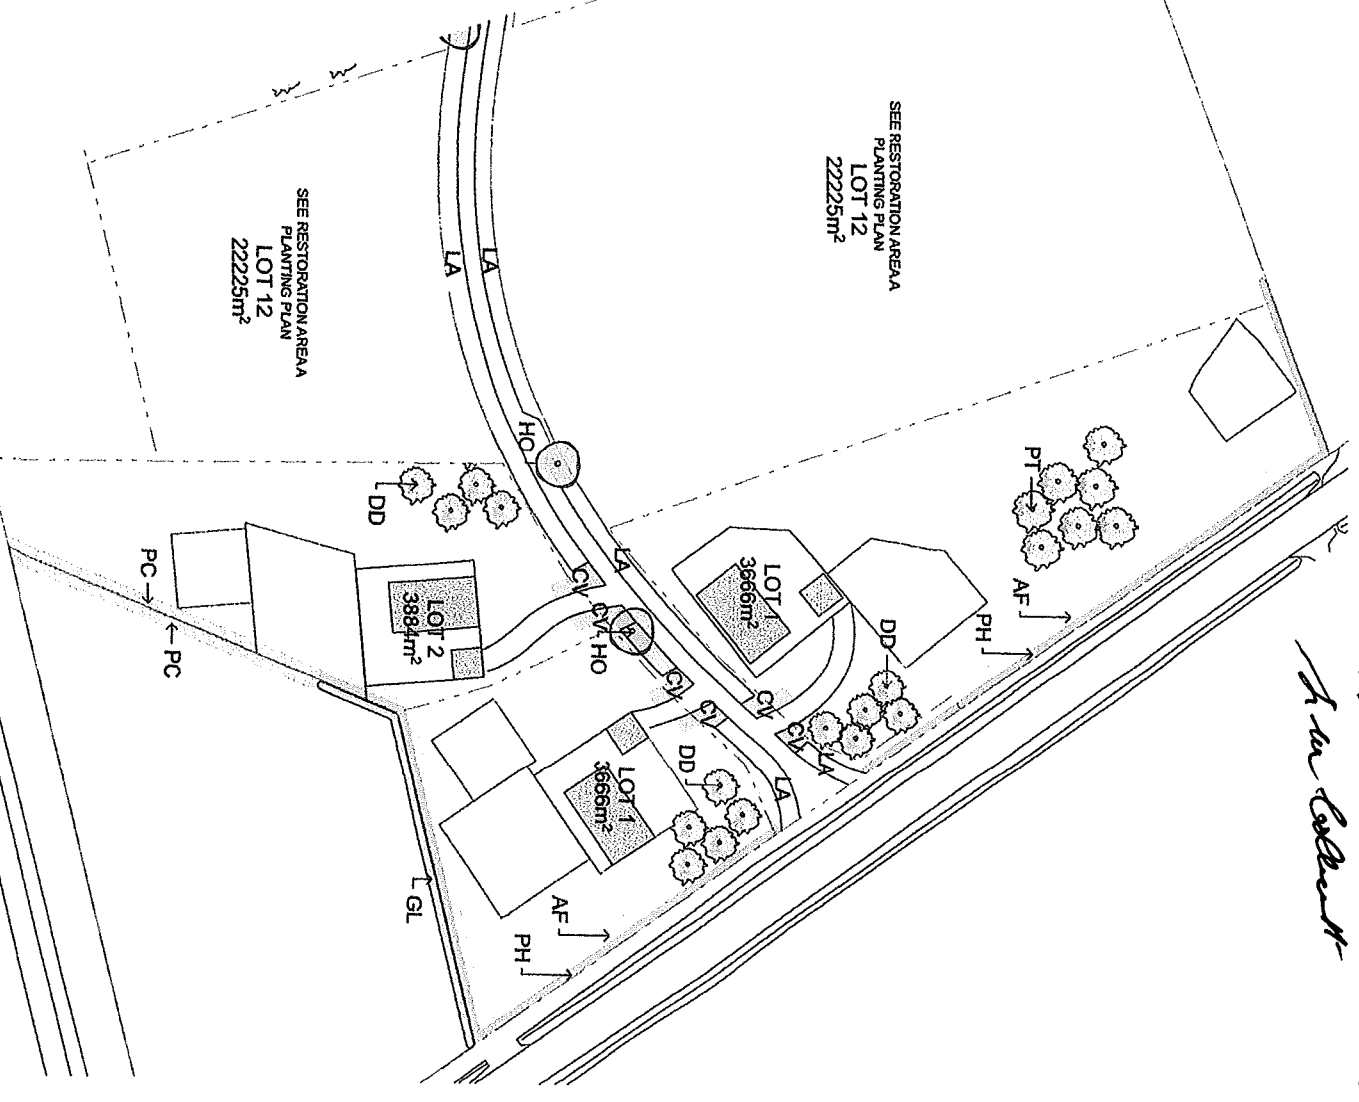 SEE RESTORATION AREA A
PLANTING PLAN
LOT 12
22225m²
SEE RESTORATION AREA A
PLANTING PLAN
LOT 12
22225m²
LA
LA
HO
PT
DD
AF
PH
DD
LOT 1
3666m²
LA
CV
CV
HO
CV
CV
CV
CV
LA
LA
LOT 2
3884m²
PC
PC
DD
LOT 1
3666m²
GL
AF
PH